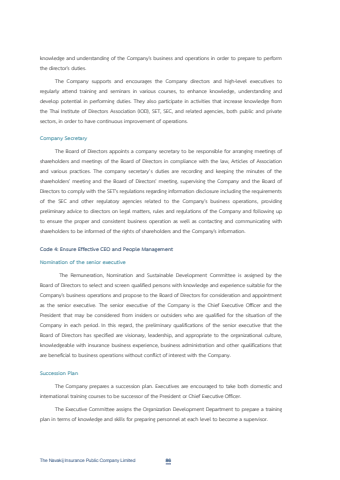 knowledge and understanding of the Company's business and operations in order to prepare to perform
the director's duties.
The Company supports and encourages the Company directors and high-level executives to
regularly attend training and seminars in various courses, to enhance knowledge, understanding and
develop potential in performing duties. They also participate in activities that increase knowledge from
the Thai Institute of Directors Association (IOD), SET, SEC, and related agencies, both public and private
sectors, in order to have continuous improvement of operations.
Company Secretary
The Board of Directors appoints a company secretary to be responsible for arranging meetings of
shareholders and meetings of the Board of Directors in compliance with the law, Articles of Association
and various practices. The company secretary's duties are recording and keeping the minutes of the
shareholders' meeting and the Board of Directors' meeting, supervising the Company and the Board of
Directors to comply with the SET's regulations regarding information disclosure including the requirements
of the SEC and other regulatory agencies related to the Company's business operations, providing
preliminary advice to directors on legal matters, rules and regulations of the Company and following up
to ensure the proper and consistent business operation as well as contacting and communicating with
shareholders to be informed of the rights of shareholders and the Company's information.
Code 4: Ensure Effective CEO and People Management
Nomination of the senior executive
The Remuneration, Nomination and Sustainable Development Committee is assigned by the
Board of Directors to select and screen qualified persons with knowledge and experience suitable for the
Company's business operations and propose to the Board of Directors for consideration and appointment
as the senior executive. The senior executive of the Company is the Chief Executive Officer and the
President that may be considered from insiders or outsiders who are qualified for the situation of the
Company in each period. In this regard, the preliminary qualifications of the senior executive that the
Board of Directors has specified are visionary, leadership, and appropriate to the organizational culture,
knowledgeable with insurance business experience, business administration and other qualifications that
are beneficial to business operations without conflict of interest with the Company.
Succession Plan
The Company prepares a succession plan. Executives are encouraged to take both domestic and
international training courses to be successor of the President or Chief Executive Officer.
The Executive Committee assigns the Organization Development Department to prepare a training
plan in terms of knowledge and skills for preparing personnel at each level to become a supervisor.
The Navakij Insurance Public Company Limited 86